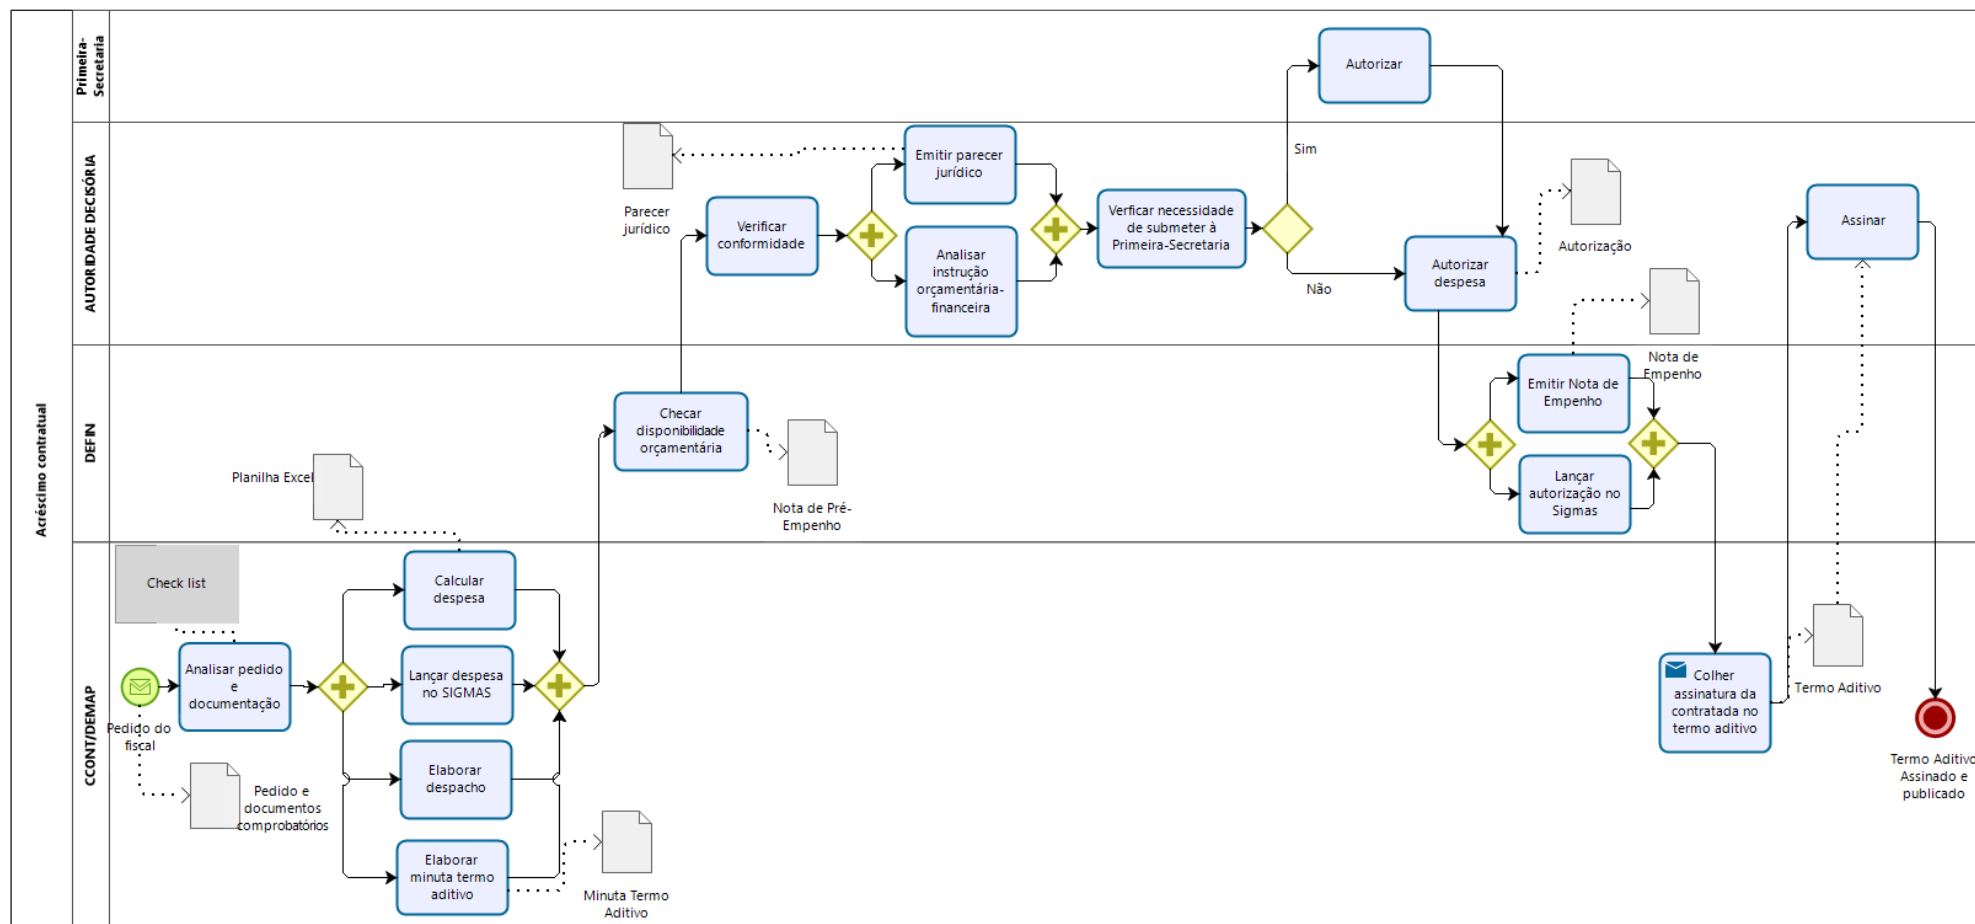 Acréscimo contratual
Primeira-
Secretaria
Autorizar
AUTORIDADE DECISÓRIA
Parecer
jurídico
Verificar
conformidade
Emitir parecer
jurídico
Analisar
instrução
orçamentária-
financeira
Verficar necessidade
de submeter à
Primeira-Secretaria
Sim
Não
Autorizar
despesa
Autorização
Assinar
DEFIN
Checar
disponibilidade
orçamentária
Nota de Pré-
Empenho
Nota de
Empenho
Emitir Nota de
Empenho
Lançar
autorização no
Sigmas
Planilha Excel
CCONT/DEMAP
Check list
Pedido do
fiscal
Analisar pedido
e
documentação
Pedido e
documentos
comprobatórios
Calcular
despesa
Lançar despesa
no SIGMAS
Elaborar
despacho
Elaborar
minuta termo
aditivo
Minuta Termo
Aditivo
Colher
assinatura da
contratada no
termo aditivo
Termo Aditivo
Termo Aditivo
Assinado e
publicado